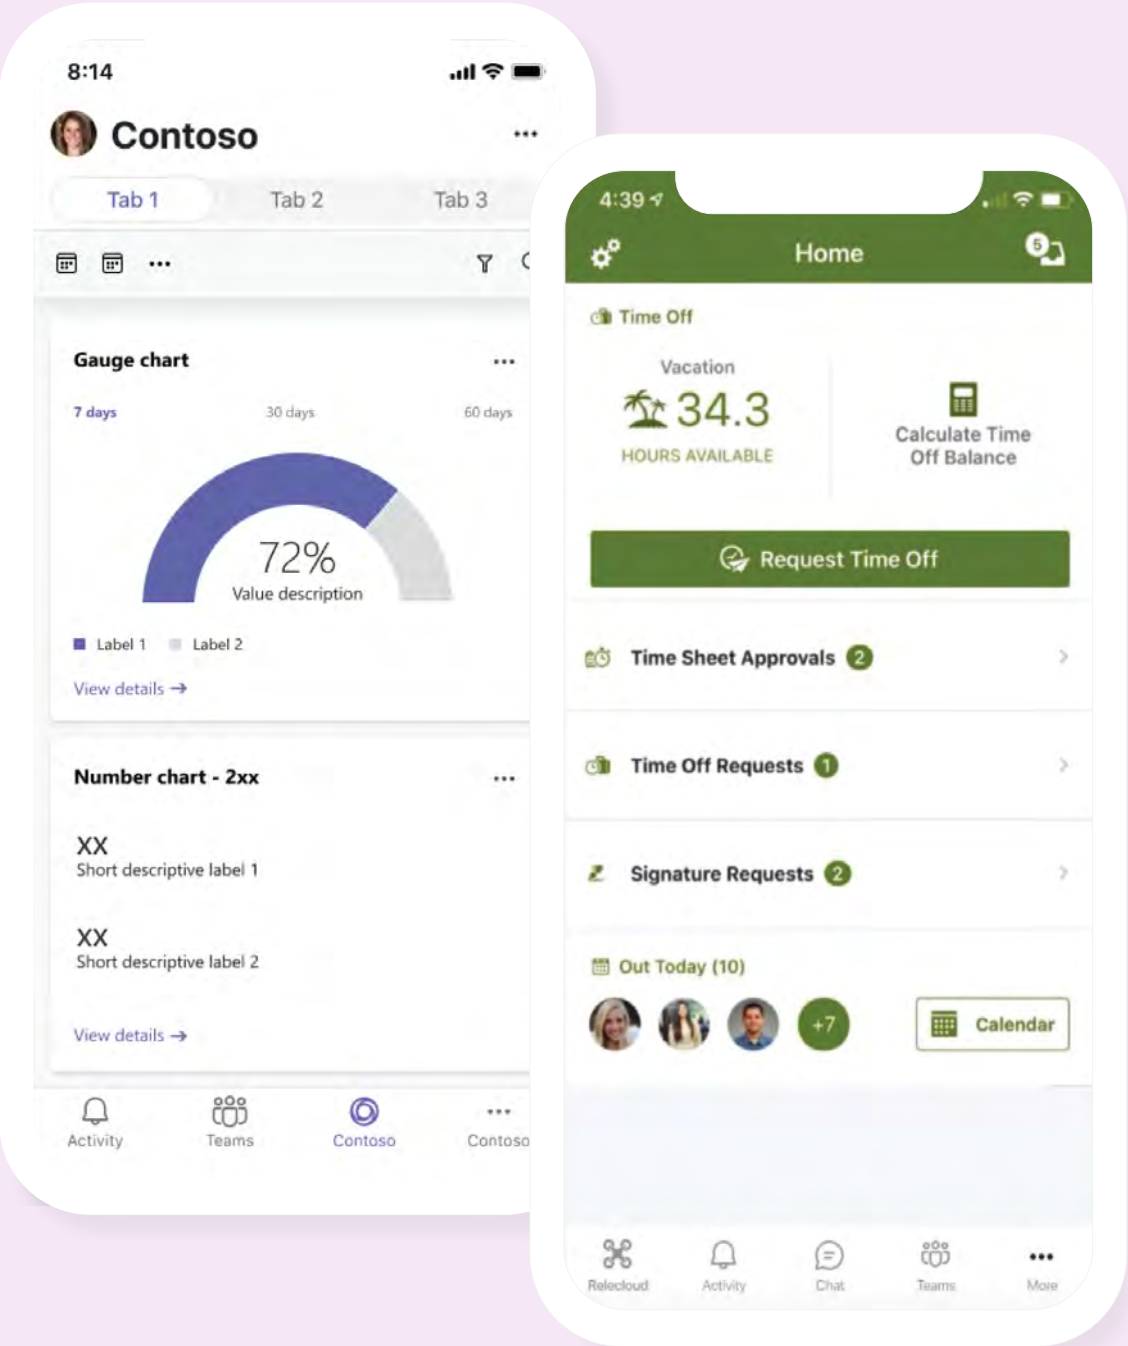 8:14
Contoso
Tab 1 Tab 2 Tab 3
Gauge chart
7 days 30 days 60 days
72%
Value description
Label 1 Label 2
View details →
Number chart - 2xx
XX
Short descriptive label 1
XX
Short descriptive label 2
View details →
Activity Teams Contoso Contoso
4:39
Home
5
Time Off
Vacation
34.3
HOURS AVAILABLE
Calculate Time
Off Balance
Request Time Off
Time Sheet Approvals 2
Time Off Requests 1
Signature Requests 2
Out Today (10)
+7
Calendar
Relecloud Activity Chat Teams More